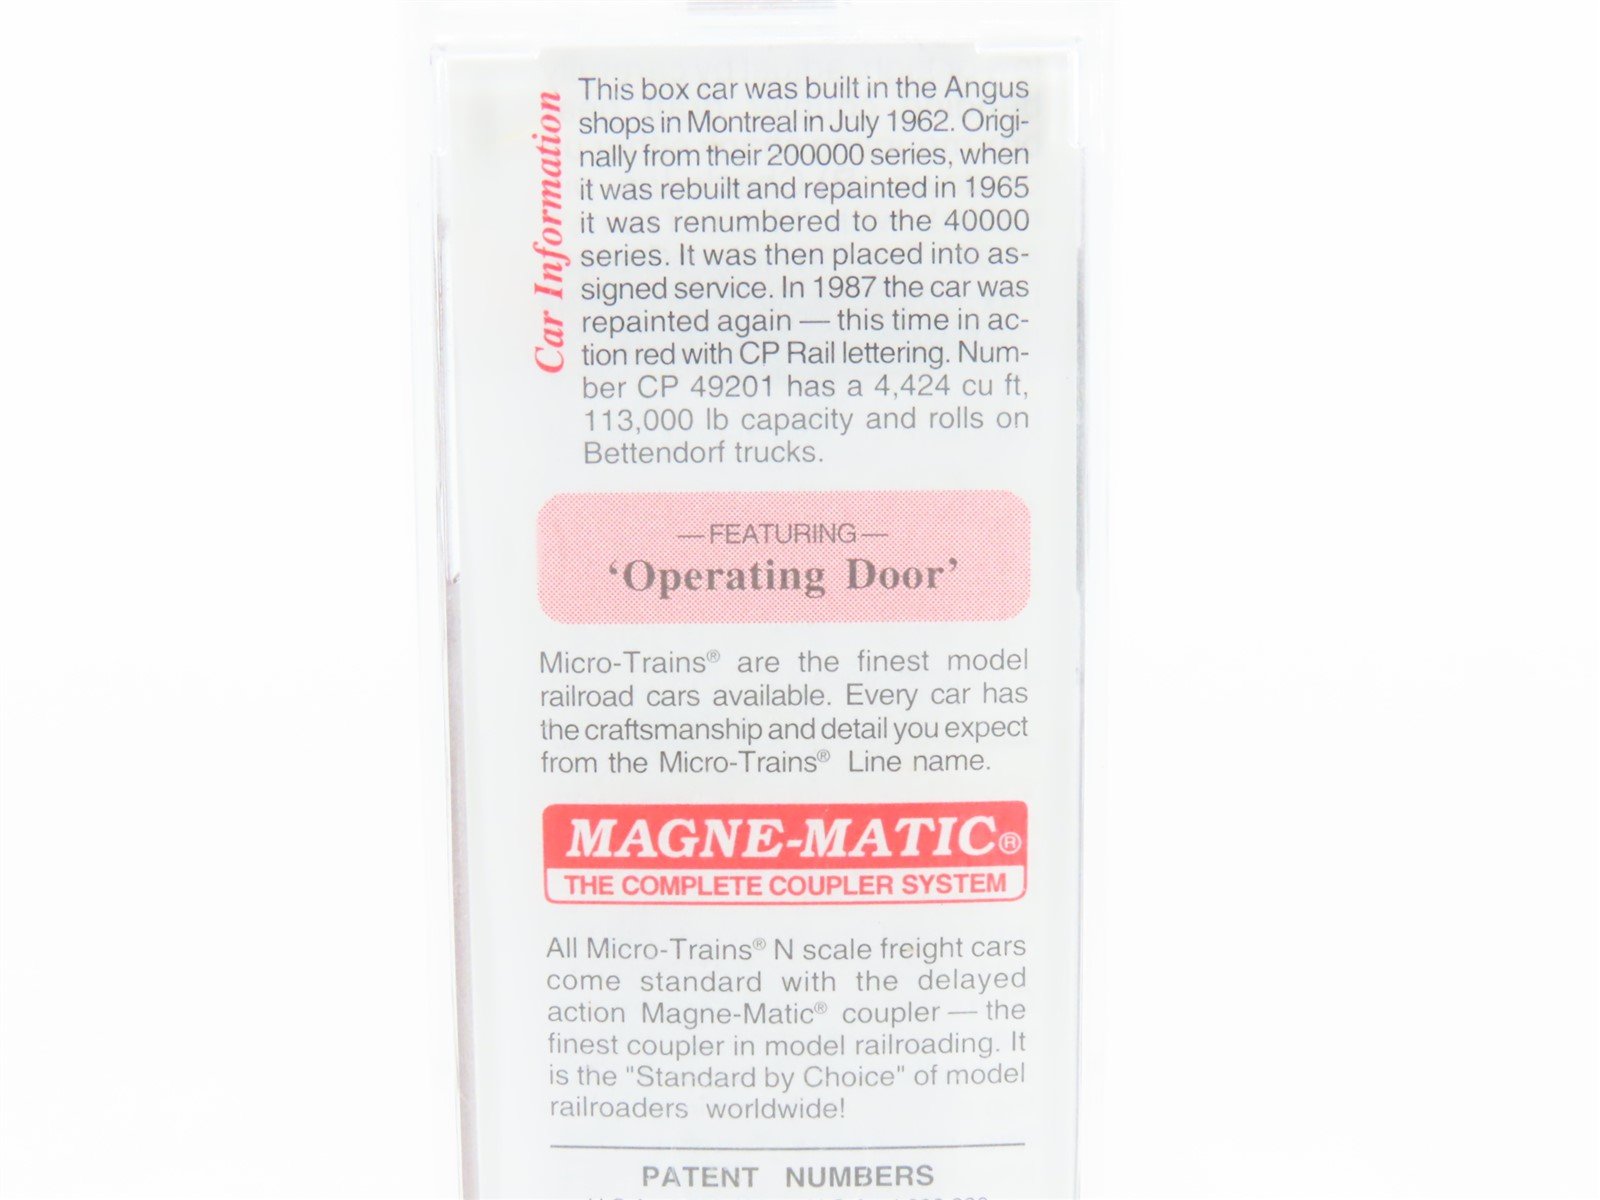 Car Information
This box car was built in the Angus
shops in Montreal in July 1962. Origi-
nally from their 200000 series, when
it was rebuilt and repainted in 1965
it was renumbered to the 40000
series. It was then placed into as-
signed service. In 1987 the car was
repainted again — this time in ac-
tion red with CP Rail lettering. Num-
ber CP 49201 has a 4,424 cu ft,
113,000 lb capacity and rolls on
Bettendorf trucks.
—FEATURING—
‘Operating Door’
Micro-Trains® are the finest model
railroad cars available. Every car has
the craftsmanship and detail you expect
from the Micro-Trains® Line name.
MAGNE-MATIC®
THE COMPLETE COUPLER SYSTEM
All Micro-Trains® N scale freight cars
come standard with the delayed
action Magne-Matic® coupler — the
finest coupler in model railroading. It
is the "Standard by Choice" of model
railroaders worldwide!
PATENT NUMBERS